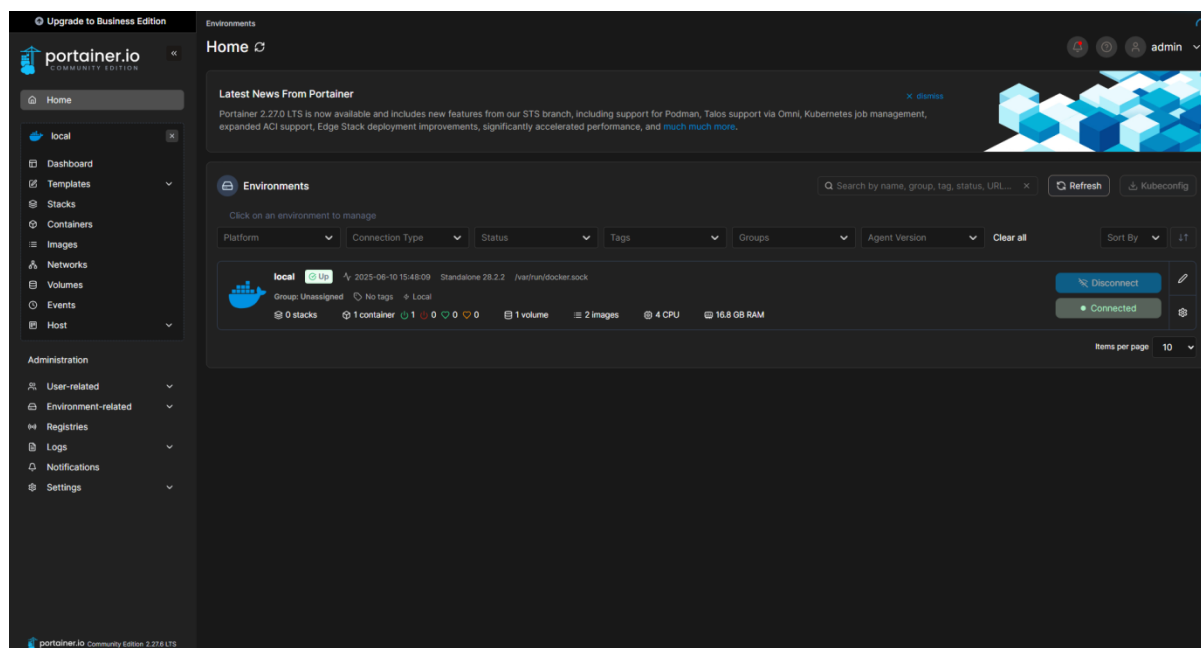 Upgrade to Business Edition
portainer.io
COMMUNITY EDITION
Home
local
Dashboard
Templates
Stacks
Containers
Images
Networks
Volumes
Events
Host
Administration
User-related
Environment-related
Registries
Logs
Notifications
Settings
portainer.io Community Edition 2.27.6 LTS
Environments
Home
admin
Latest News From Portainer
dismiss
Portainer 2.27.0 LTS is now available and includes new features from our STS branch, including support for Podman, Talos support via Omni, Kubernetes job management,
expanded ACI support, Edge Stack deployment improvements, significantly accelerated performance, and much much more.
Environments
Search by name, group, tag, status, URL...
Refresh
Kubeconfig
Click on an environment to manage
Platform Connection Type Status Tags Groups Agent Version Clear all Sort By
local Up 2025-06-10 15:48:09 Standalone 28.2.2 /var/run/docker.sock
Group: Unassigned No tags Local
0 stacks 1 container 1 0 0 0 1 volume 2 images 4 CPU 16.8 GB RAM
Disconnect
Connected
Items per page 10